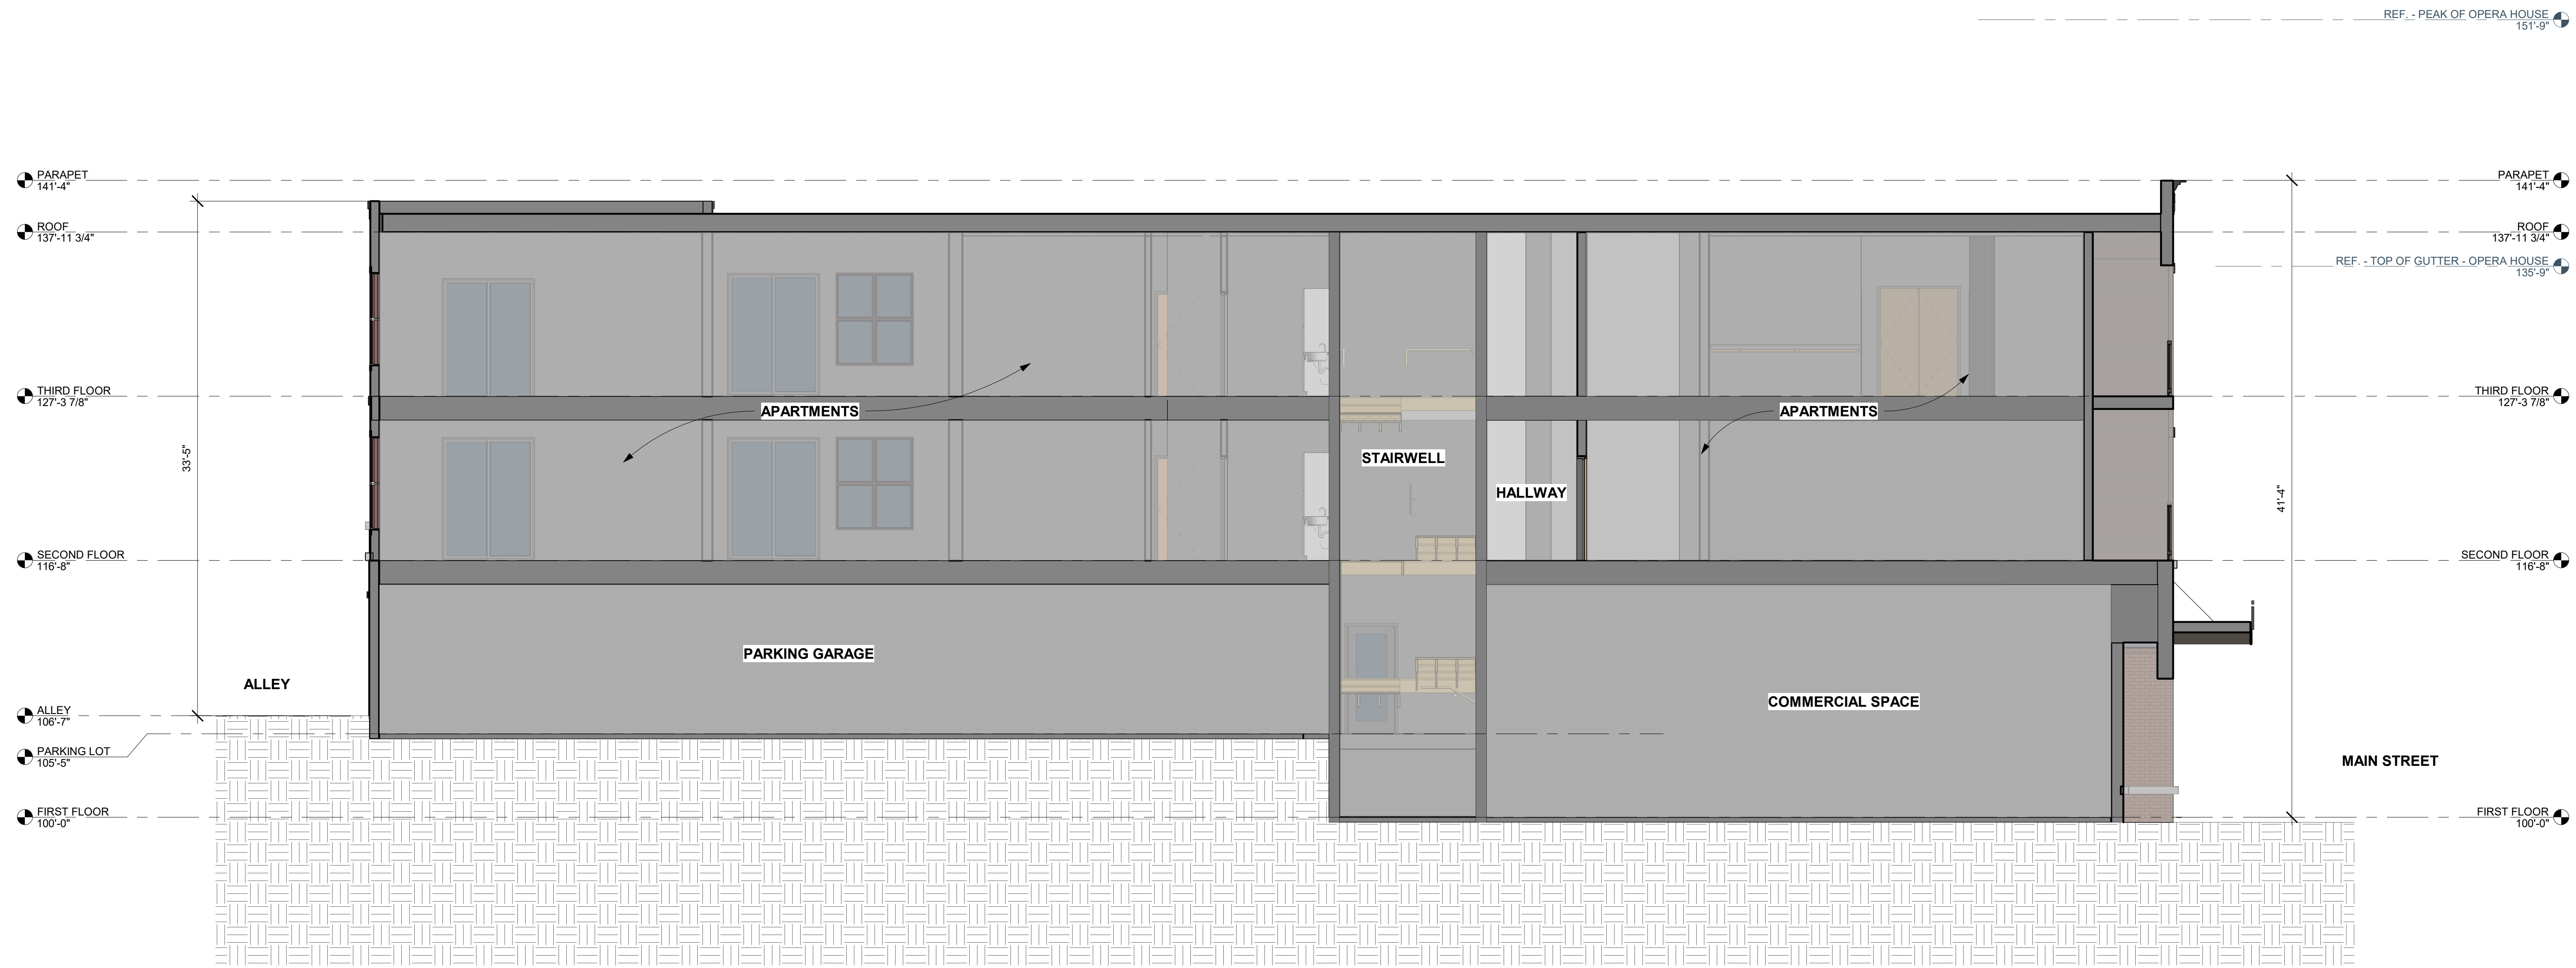 REF. - PEAK OF OPERA HOUSE
151'-9"
PARAPET
141'-4"
PARAPET
141'-4"
ROOF
137'-11 3/4"
ROOF
137'-11 3/4"
REF. - TOP OF GUTTER - OPERA HOUSE
135'-9"
THIRD FLOOR
127'-3 7/8"
APARTMENTS
APARTMENTS
THIRD FLOOR
127'-3 7/8"
33'-5"
STAIRWELL
HALLWAY
41'-4"
SECOND FLOOR
116'-8"
SECOND FLOOR
116'-8"
PARKING GARAGE
ALLEY
COMMERCIAL SPACE
ALLEY
106'-7"
PARKING LOT
105'-5"
MAIN STREET
FIRST FLOOR
100'-0"
FIRST FLOOR
100'-0"